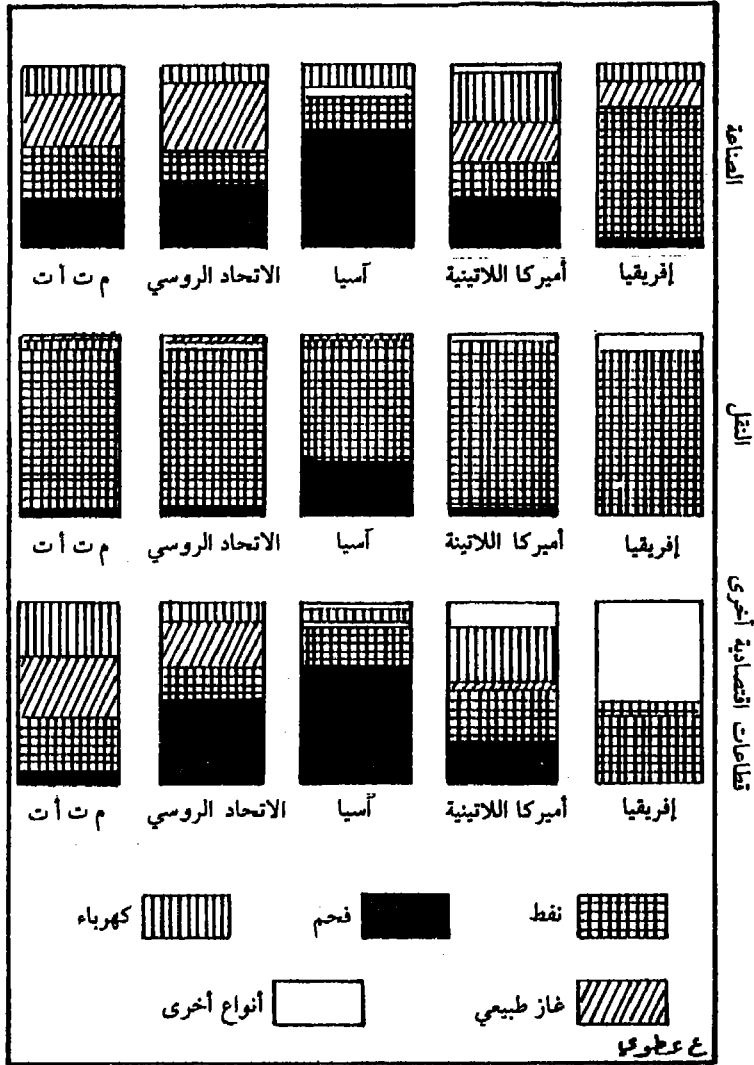 الصناعة
إفريقيا أميركا اللاتينية آسيا الاتحاد الروسي م ت أ ت
النقل
إفريقيا أميركا اللاتينة آسيا الاتحاد الروسي م ت أ ت
قطاعات اقتصادية أخرى
إفريقيا أميركا اللاتينية آسيا الاتحاد الروسي م ت أ ت
نفط فحم كهرباء
غاز طبيعي أنواع أخرى
ع عطوي